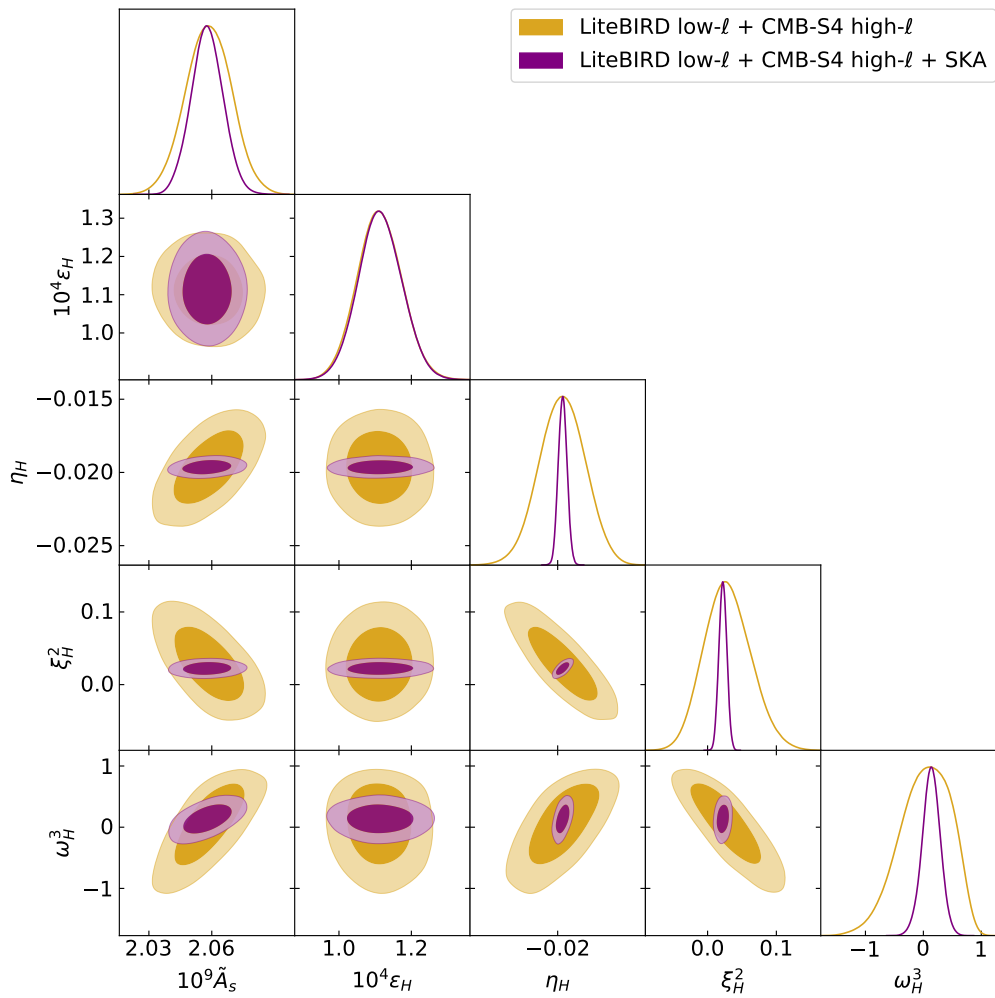 LiteBIRD low-ℓ + CMB-S4 high-ℓ
LiteBIRD low-ℓ + CMB-S4 high-ℓ + SKA
1.3
1.2
1.1
1.0
10⁴ε_H
−0.015
−0.020
−0.025
η_H
0.1
0.0
ξ²_H
1
0
−1
ω³_H
2.03 2.06 1.0 1.2 −0.02 0.0 0.1 −1 0 1
10⁹Ã_s 10⁴ε_H η_H ξ²_H ω³_H